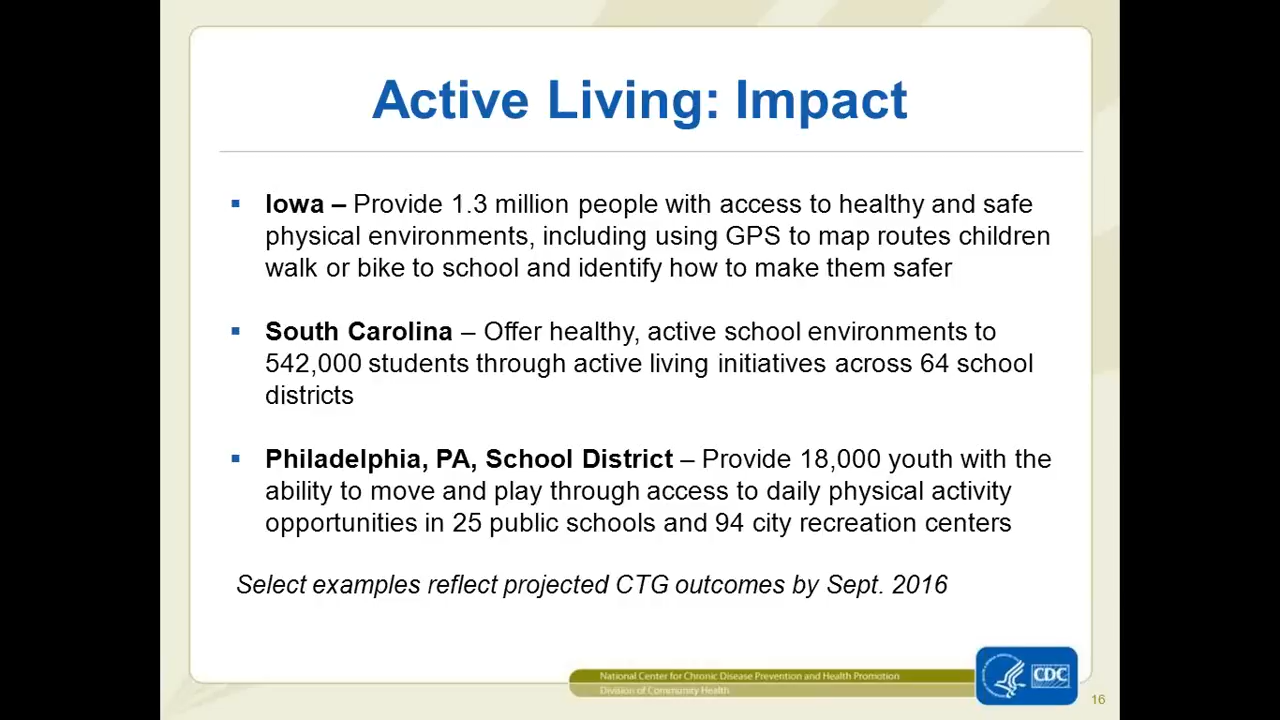 Active Living: Impact
▪ Iowa – Provide 1.3 million people with access to healthy and safe
physical environments, including using GPS to map routes children
walk or bike to school and identify how to make them safer
▪ South Carolina – Offer healthy, active school environments to
542,000 students through active living initiatives across 64 school
districts
▪ Philadelphia, PA, School District – Provide 18,000 youth with the
ability to move and play through access to daily physical activity
opportunities in 25 public schools and 94 city recreation centers
Select examples reflect projected CTG outcomes by Sept. 2016
National Center for Chronic Disease Prevention and Health Promotion
Division of Community Health
CDC
16